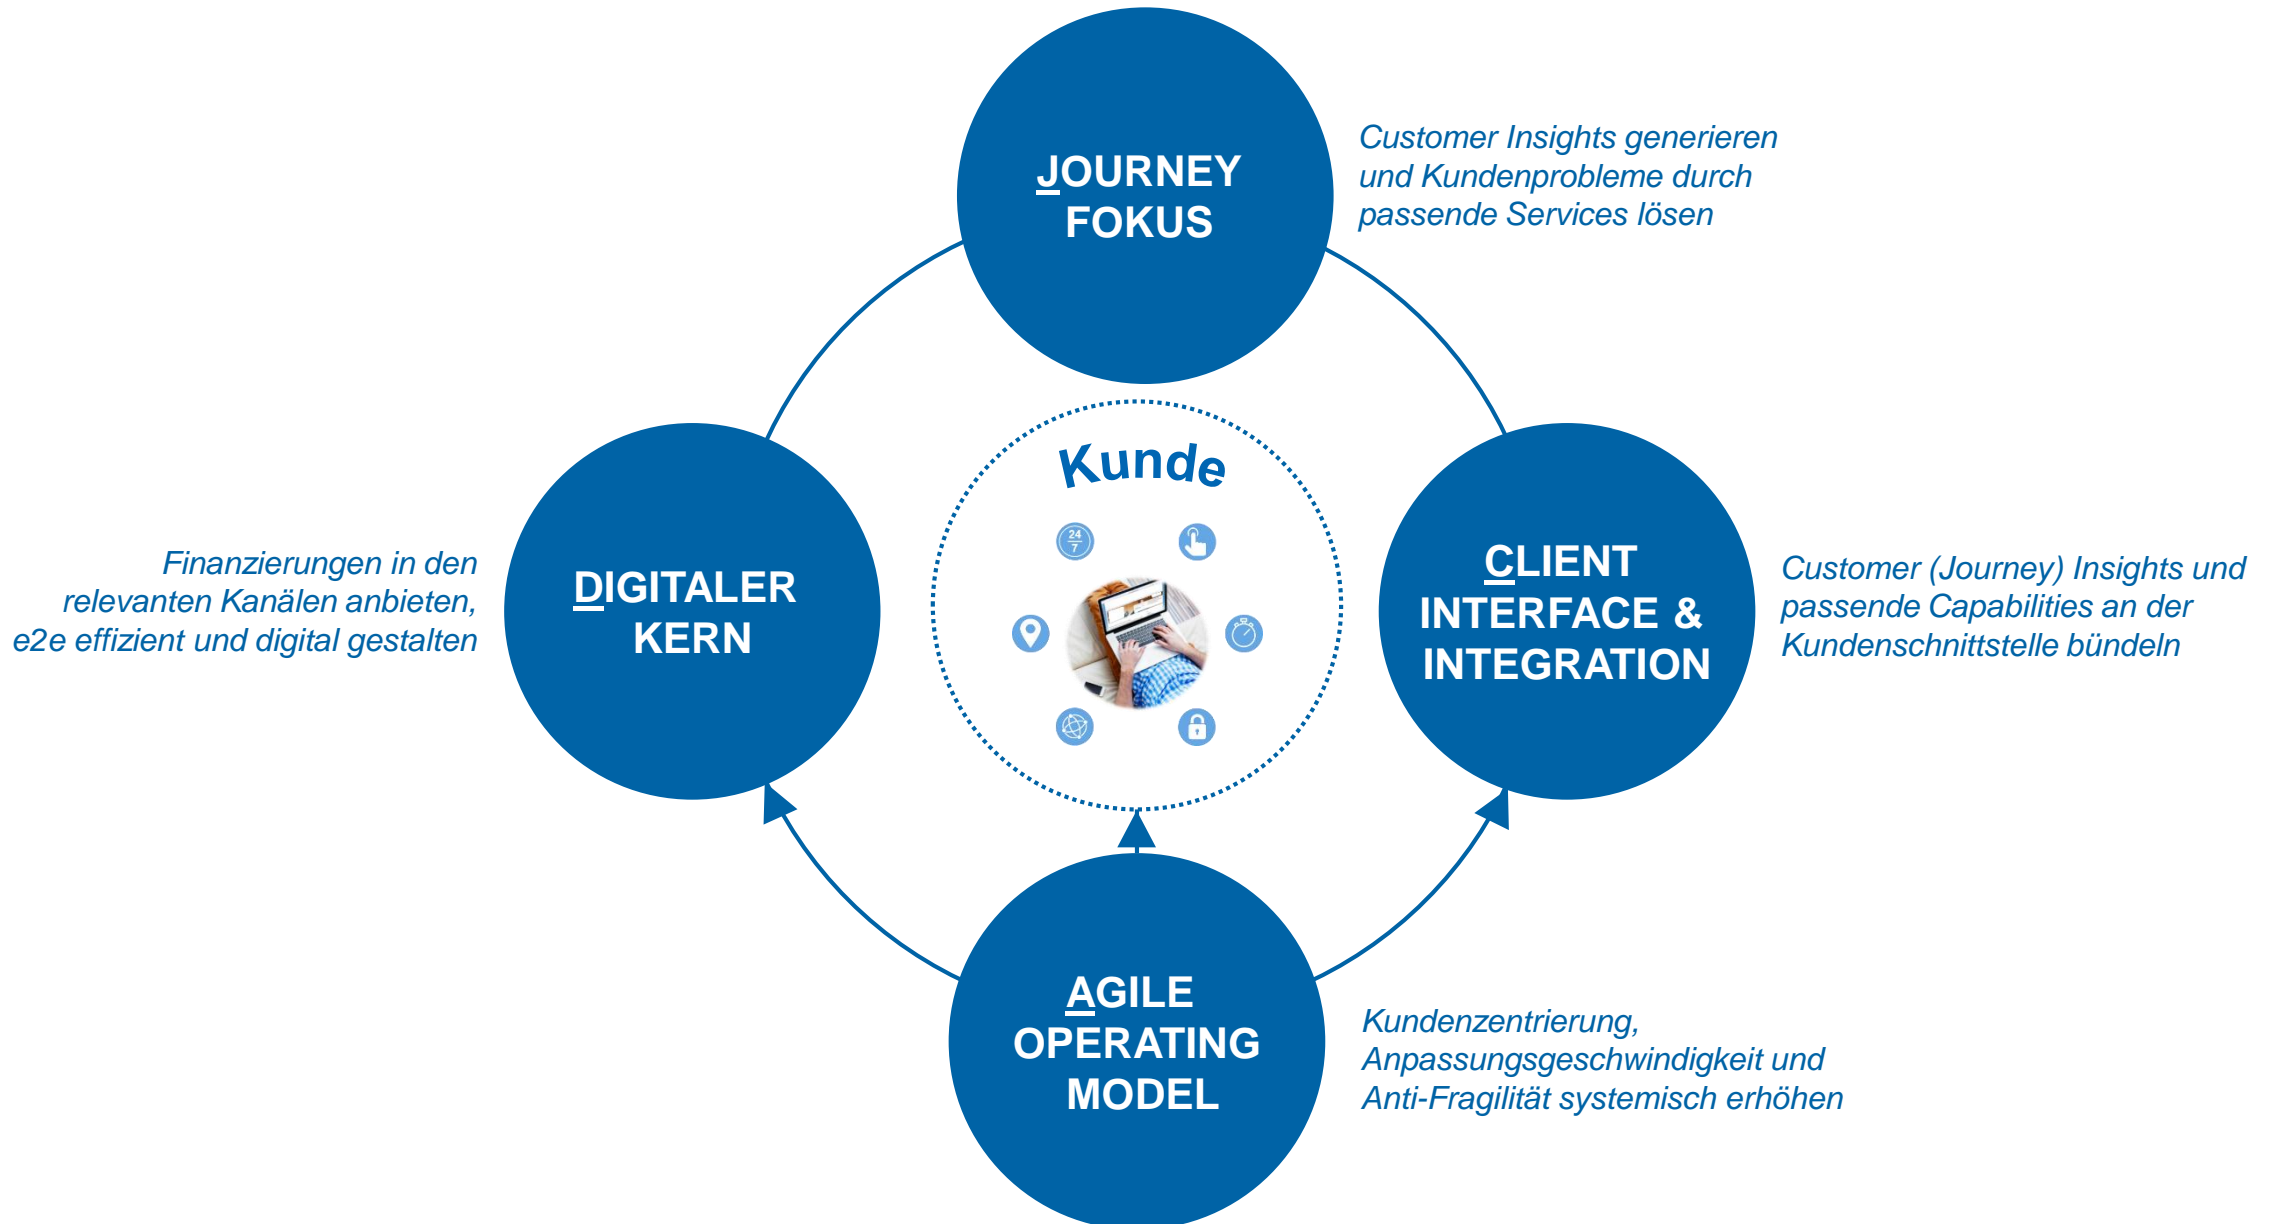 JOURNEY
FOKUS
Customer Insights generieren
und Kundenprobleme durch
passende Services lösen
Kunde
24
7
DIGITALER
KERN
Finanzierungen in den
relevanten Kanälen anbieten,
e2e effizient und digital gestalten
CLIENT
INTERFACE &
INTEGRATION
Customer (Journey) Insights und
passende Capabilities an der
Kundenschnittstelle bündeln
AGILE
OPERATING
MODEL
Kundenzentrierung,
Anpassungsgeschwindigkeit und
Anti-Fragilität systemisch erhöhen